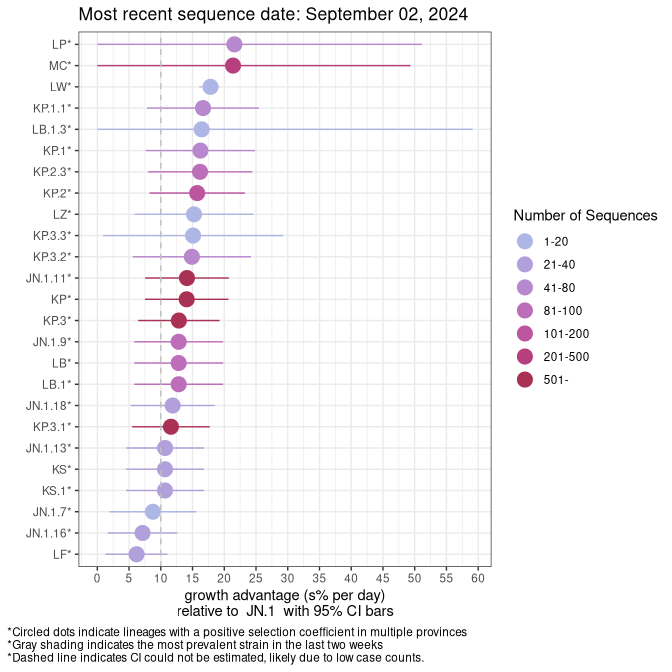 Most recent sequence date: September 02, 2024
LP*
MC*
LW*
KP.1.1*
LB.1.3*
KP.1*
KP.2.3*
KP.2*
LZ*
KP.3.3*
KP.3.2*
JN.1.11*
KP*
KP.3*
JN.1.9*
LB*
LB.1*
JN.1.18*
KP.3.1*
JN.1.13*
KS*
KS.1*
JN.1.7*
JN.1.16*
LF*
0 5 10 15 20 25 30 35 40 45 50 55 60
growth advantage (s% per day)
relative to JN.1 with 95% CI bars
Number of Sequences
1-20
21-40
41-80
81-100
101-200
201-500
501-
*Circled dots indicate lineages with a positive selection coefficient in multiple provinces
*Gray shading indicates the most prevalent strain in the last two weeks
*Dashed line indicates CI could not be estimated, likely due to low case counts.